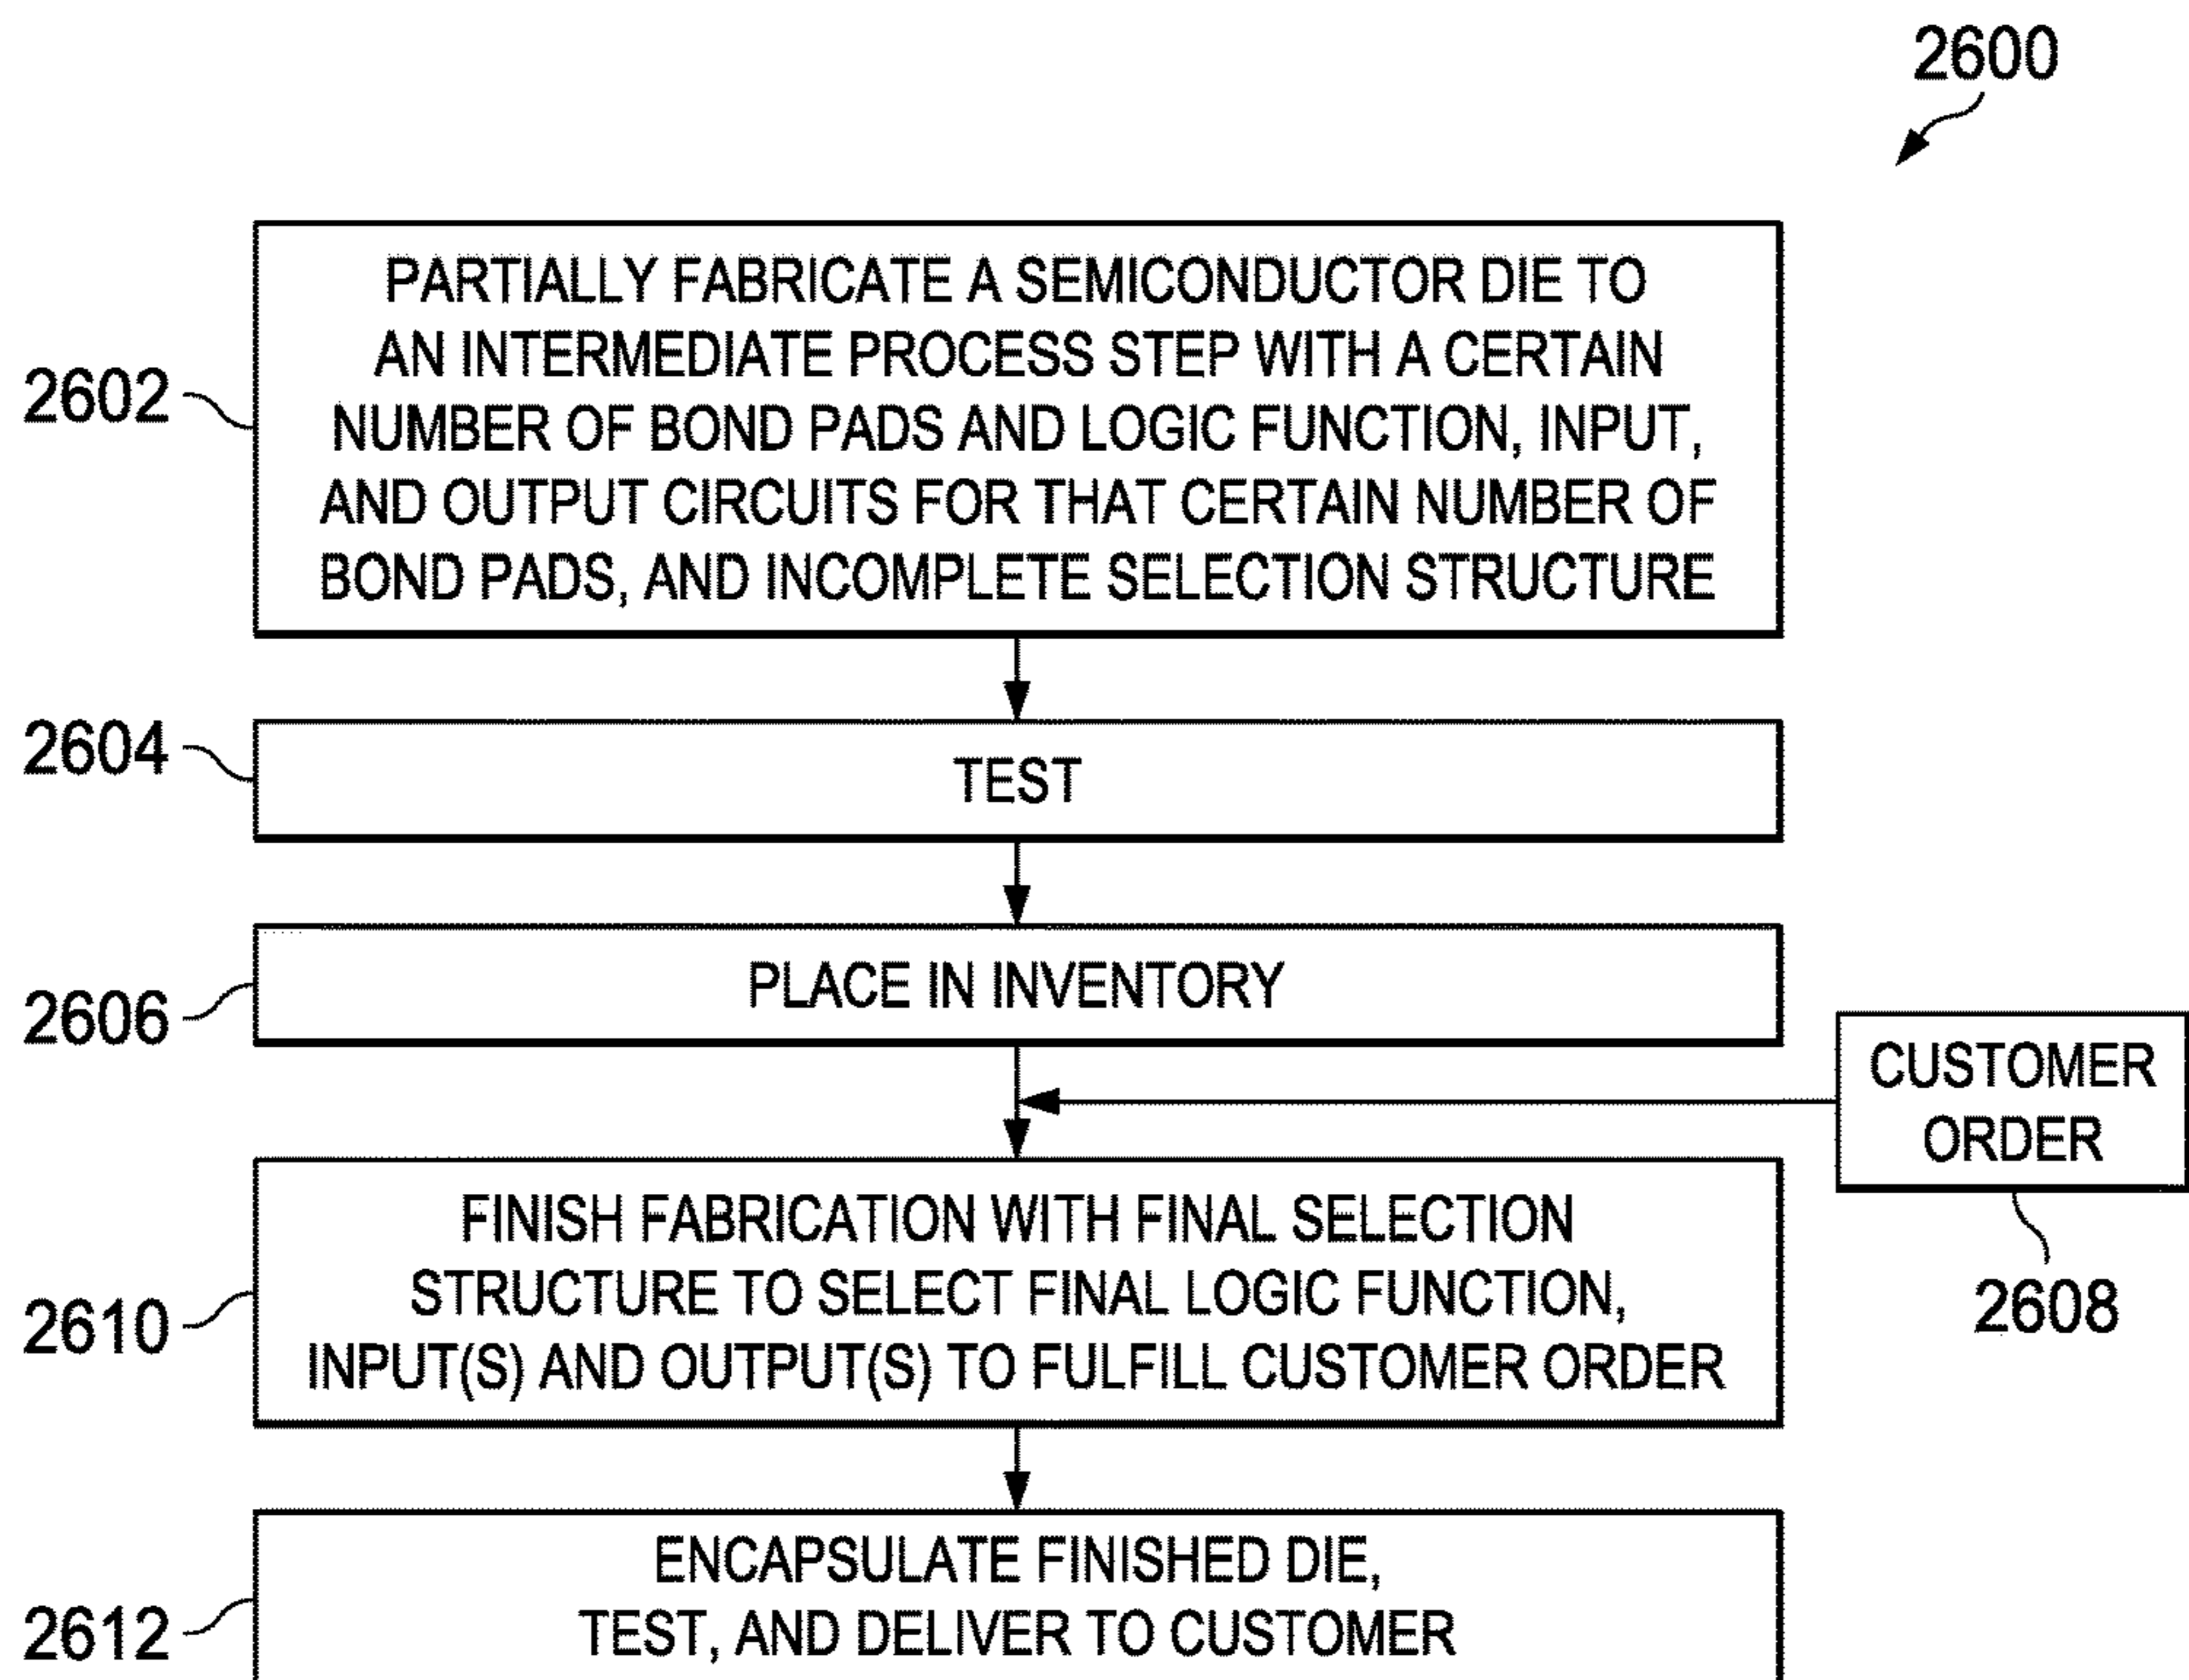 2600
2602
PARTIALLY FABRICATE A SEMICONDUCTOR DIE TO
AN INTERMEDIATE PROCESS STEP WITH A CERTAIN
NUMBER OF BOND PADS AND LOGIC FUNCTION, INPUT,
AND OUTPUT CIRCUITS FOR THAT CERTAIN NUMBER OF
BOND PADS, AND INCOMPLETE SELECTION STRUCTURE
2604
TEST
2606
PLACE IN INVENTORY
CUSTOMER
ORDER
2608
2610
FINISH FABRICATION WITH FINAL SELECTION
STRUCTURE TO SELECT FINAL LOGIC FUNCTION,
INPUT(S) AND OUTPUT(S) TO FULFILL CUSTOMER ORDER
2612
ENCAPSULATE FINISHED DIE,
TEST, AND DELIVER TO CUSTOMER